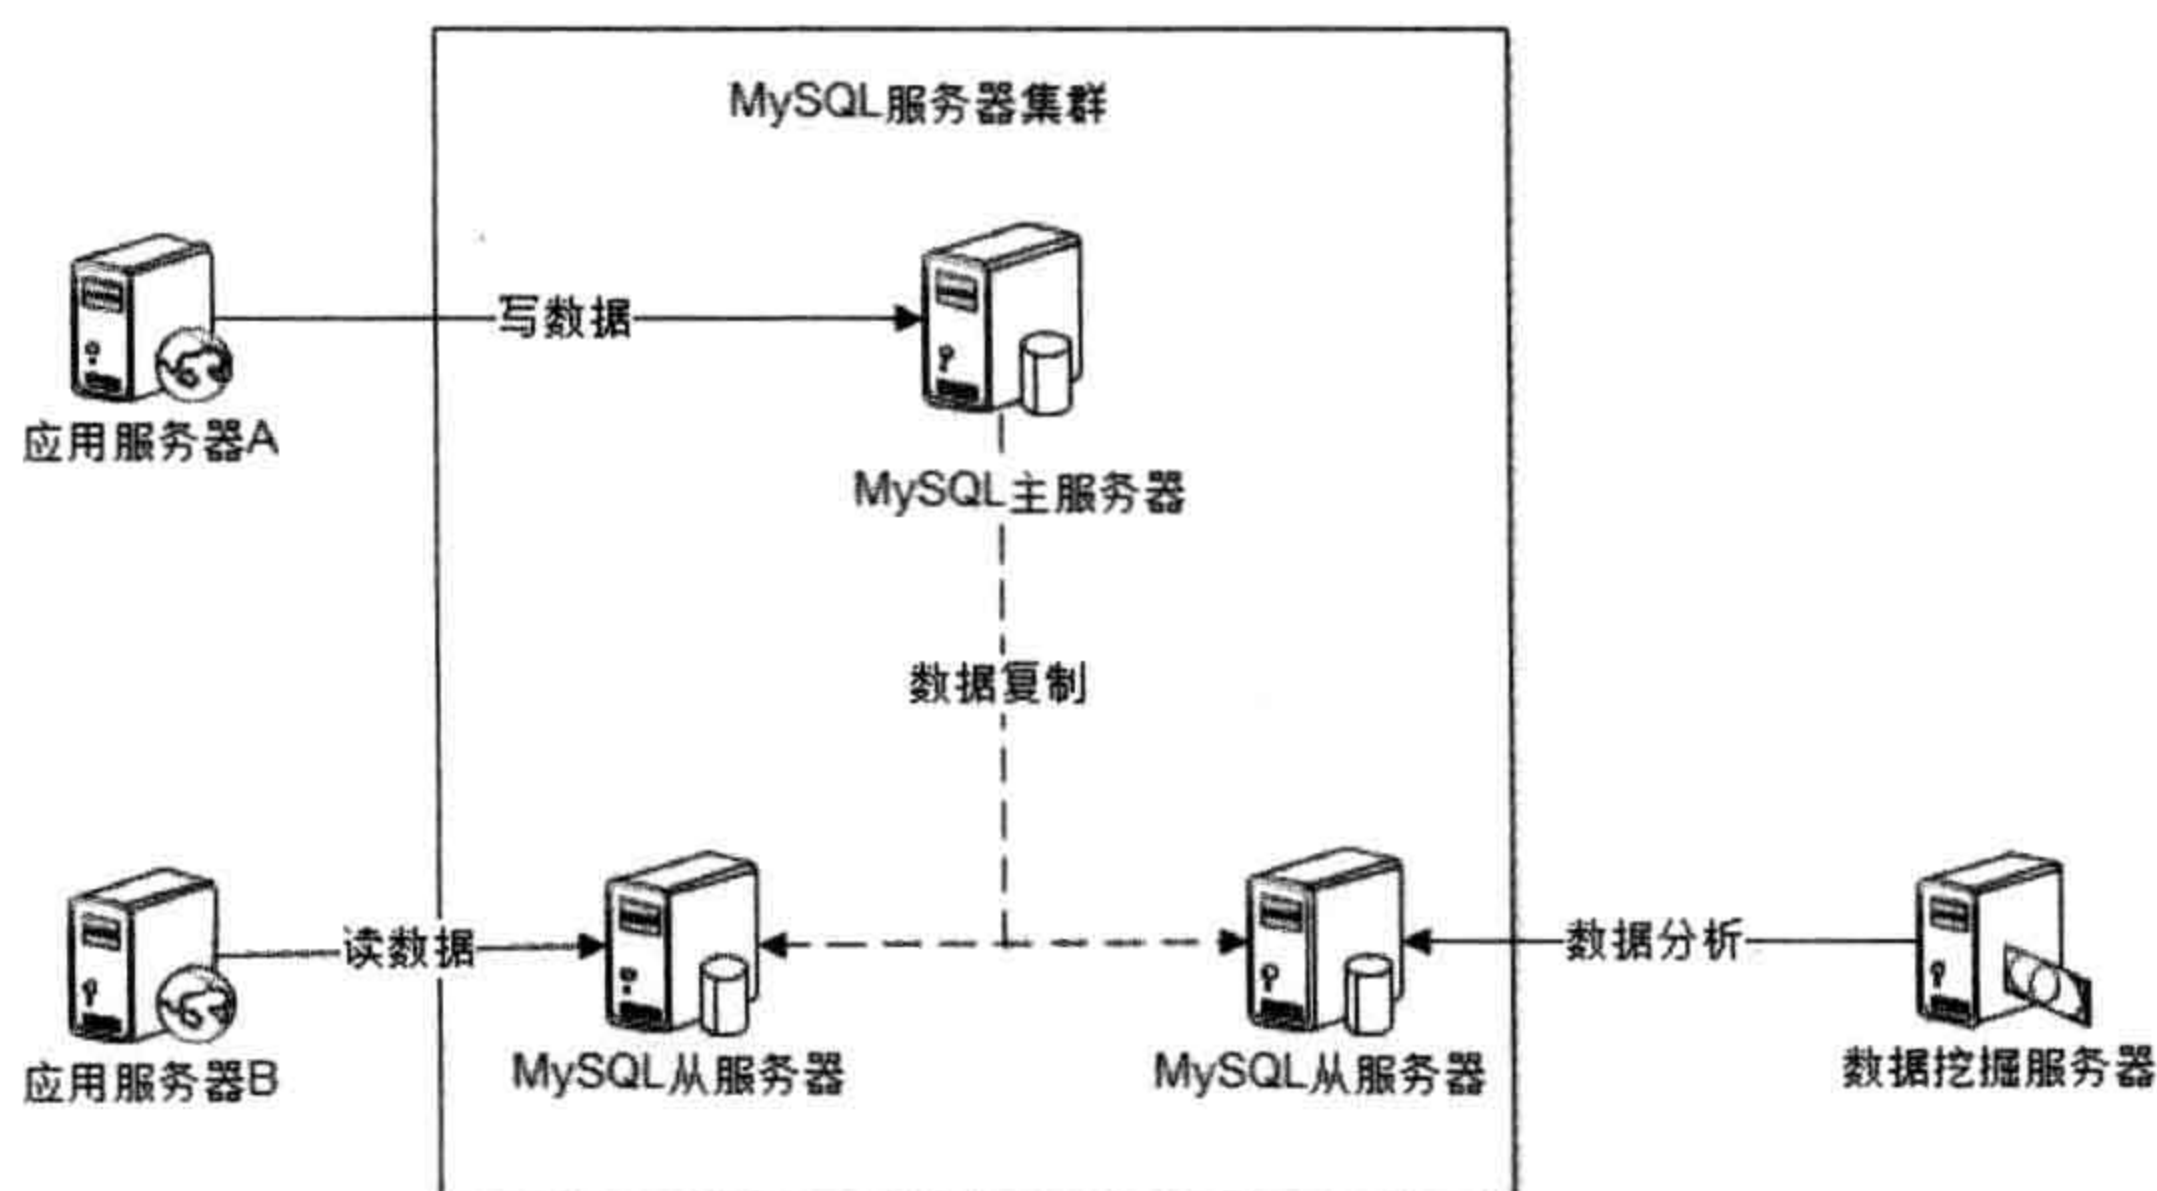 MySQL服务器集群
写数据
应用服务器A
MySQL主服务器
数据复制
读数据
数据分析
应用服务器B
MySQL从服务器
MySQL从服务器
数据挖掘服务器